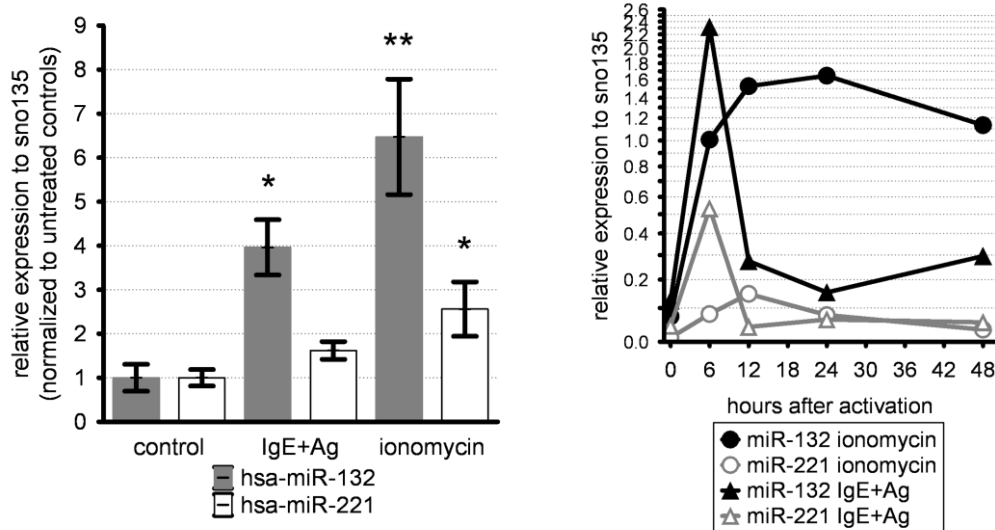 relative expression to sno135
(normalized to untreated controls)
9
8
7
6
5
4
3
2
1
0
*
**
*
control IgE+Ag ionomycin
hsa-miR-132
hsa-miR-221
relative expression to sno135
2.6
2.4
2.2
2.0
1.8
1.6
1.4
1.2
1.0
0.8
0.6
0.4
0.2
0.0
0 6 12 18 24 30 36 42 48
hours after activation
miR-132 ionomycin
miR-221 ionomycin
miR-132 IgE+Ag
miR-221 IgE+Ag